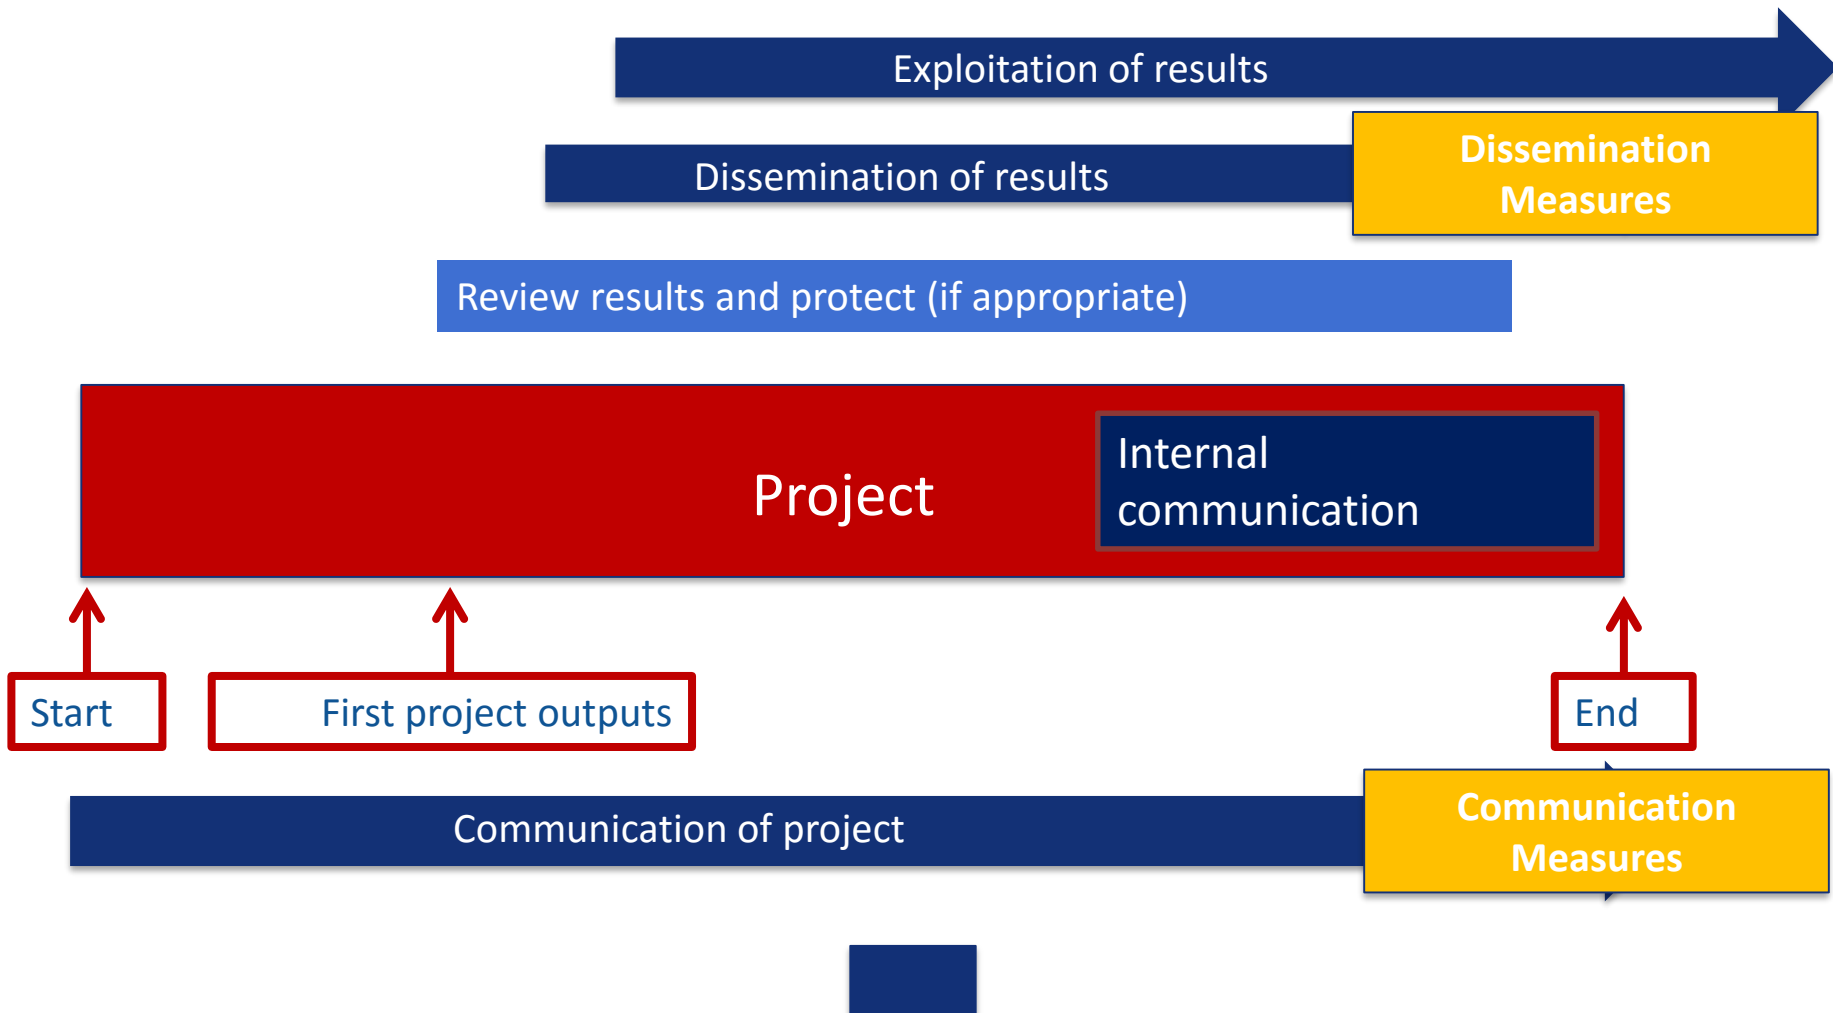 Exploitation of results
Dissemination of results
Dissemination
Measures
Review results and protect (if appropriate)
Project
Internal
communication
Start
First project outputs
End
Communication of project
Communication
Measures